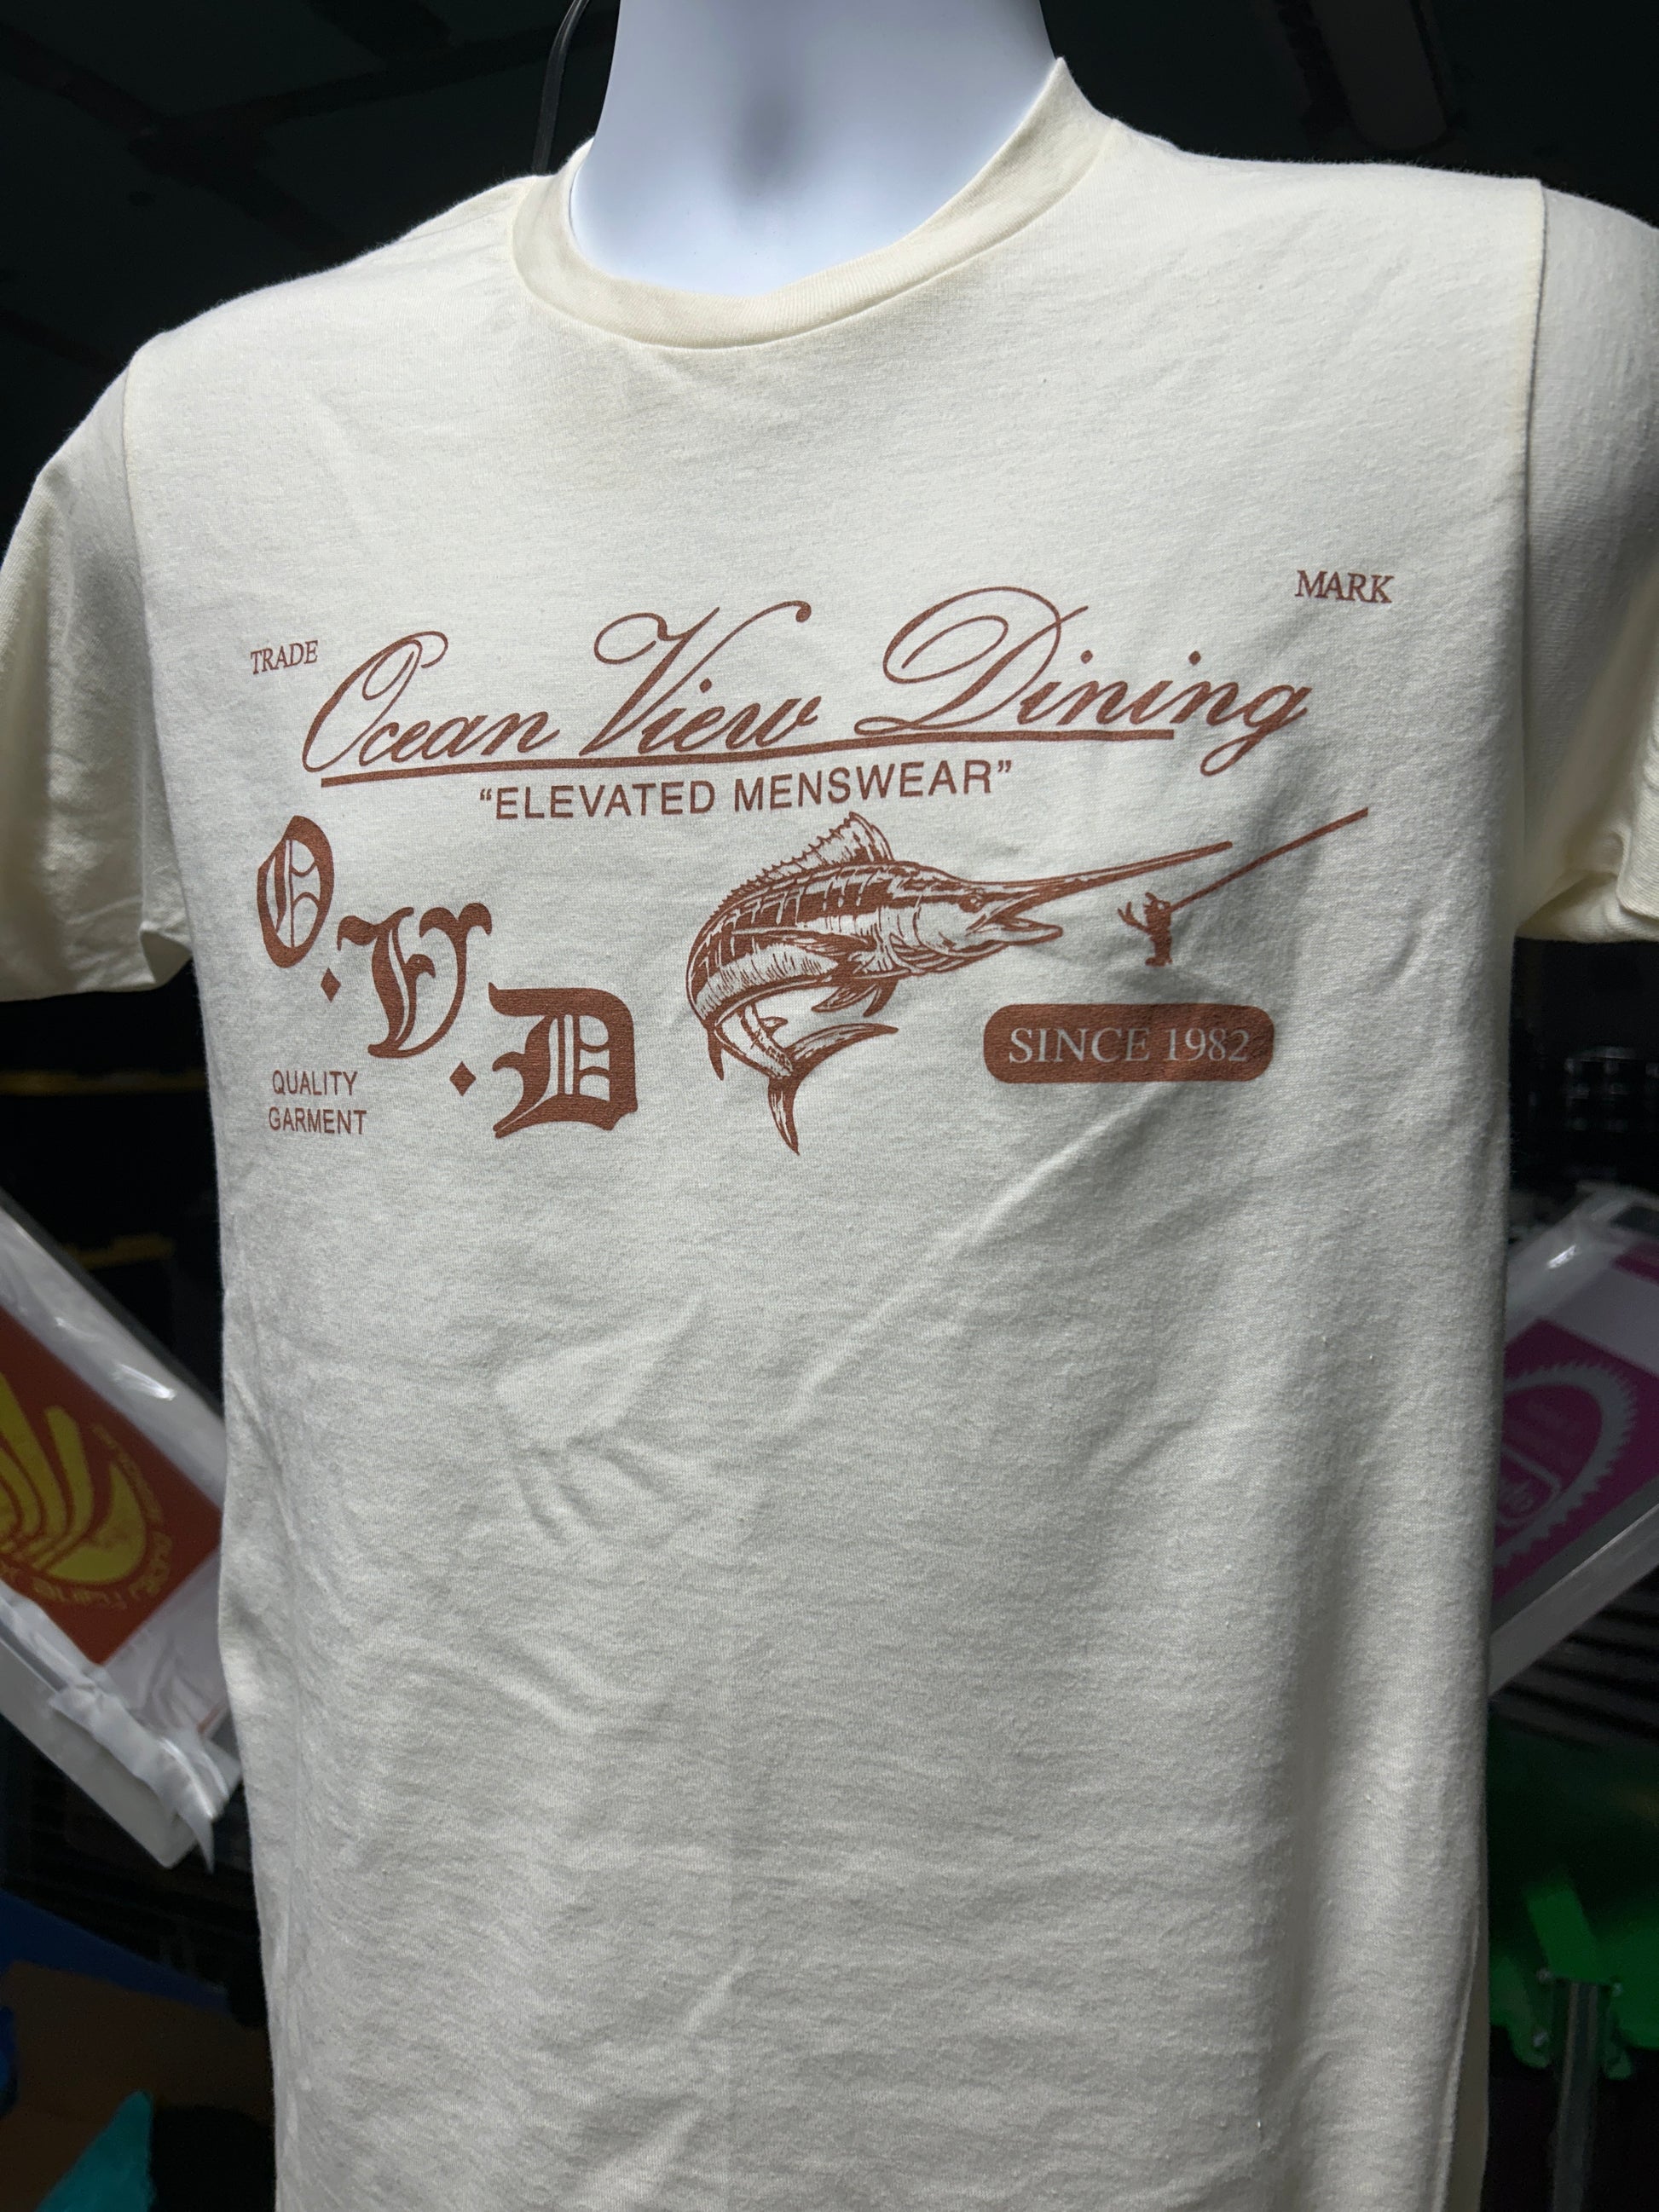 TRADE
MARK
Ocean View Dining
“ELEVATED MENSWEAR”
O.V.D
QUALITY
GARMENT
SINCE 1982